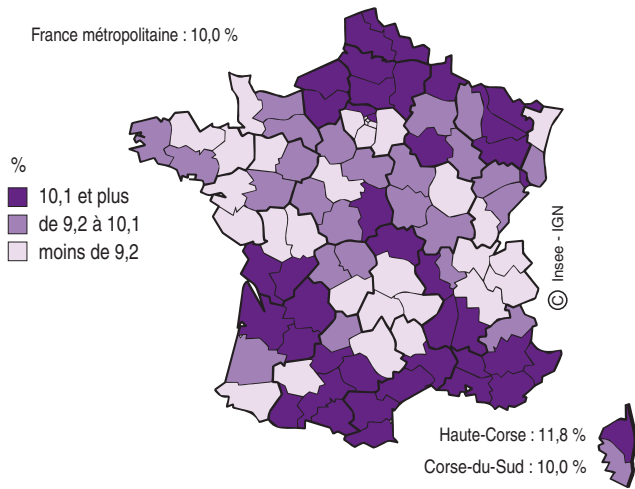 France métropolitaine : 10,0 %
%
10,1 et plus
de 9,2 à 10,1
moins de 9,2
© Insee - IGN
Haute-Corse : 11,8 %
Corse-du-Sud : 10,0 %